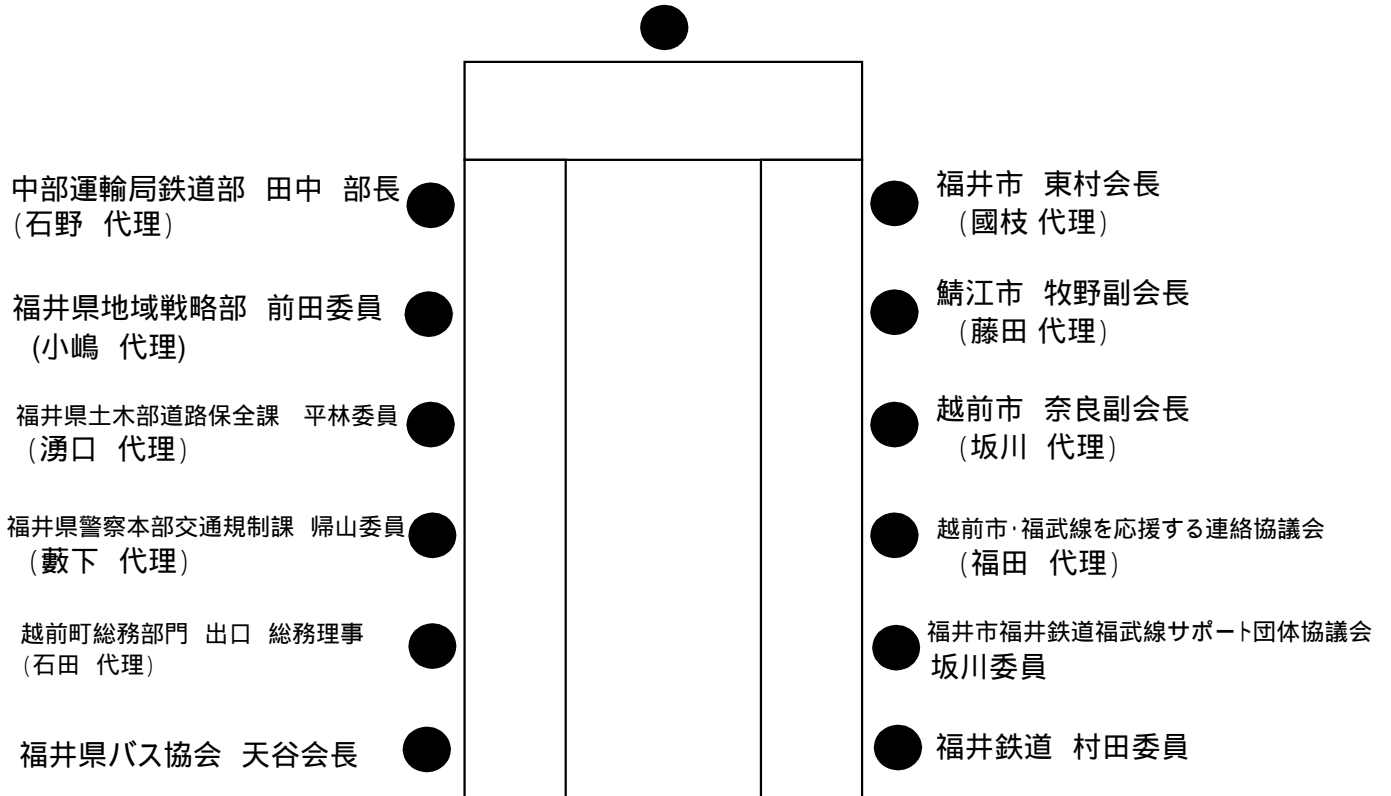 中部運輸局鉄道部 田中 部長
(石野 代理)
福井県地域戦略部 前田委員
(小嶋 代理)
福井県土木部道路保全課 平林委員
(湧口 代理)
福井県警察本部交通規制課 帰山委員
(藪下 代理)
越前町総務部門 出口 総務理事
(石田 代理)
福井県バス協会 天谷会長
福井市 東村会長
(國枝 代理)
鯖江市 牧野副会長
(藤田 代理)
越前市 奈良副会長
(坂川 代理)
越前市・福武線を応援する連絡協議会
(福田 代理)
福井市福井鉄道福武線サポート団体協議会
坂川委員
福井鉄道 村田委員